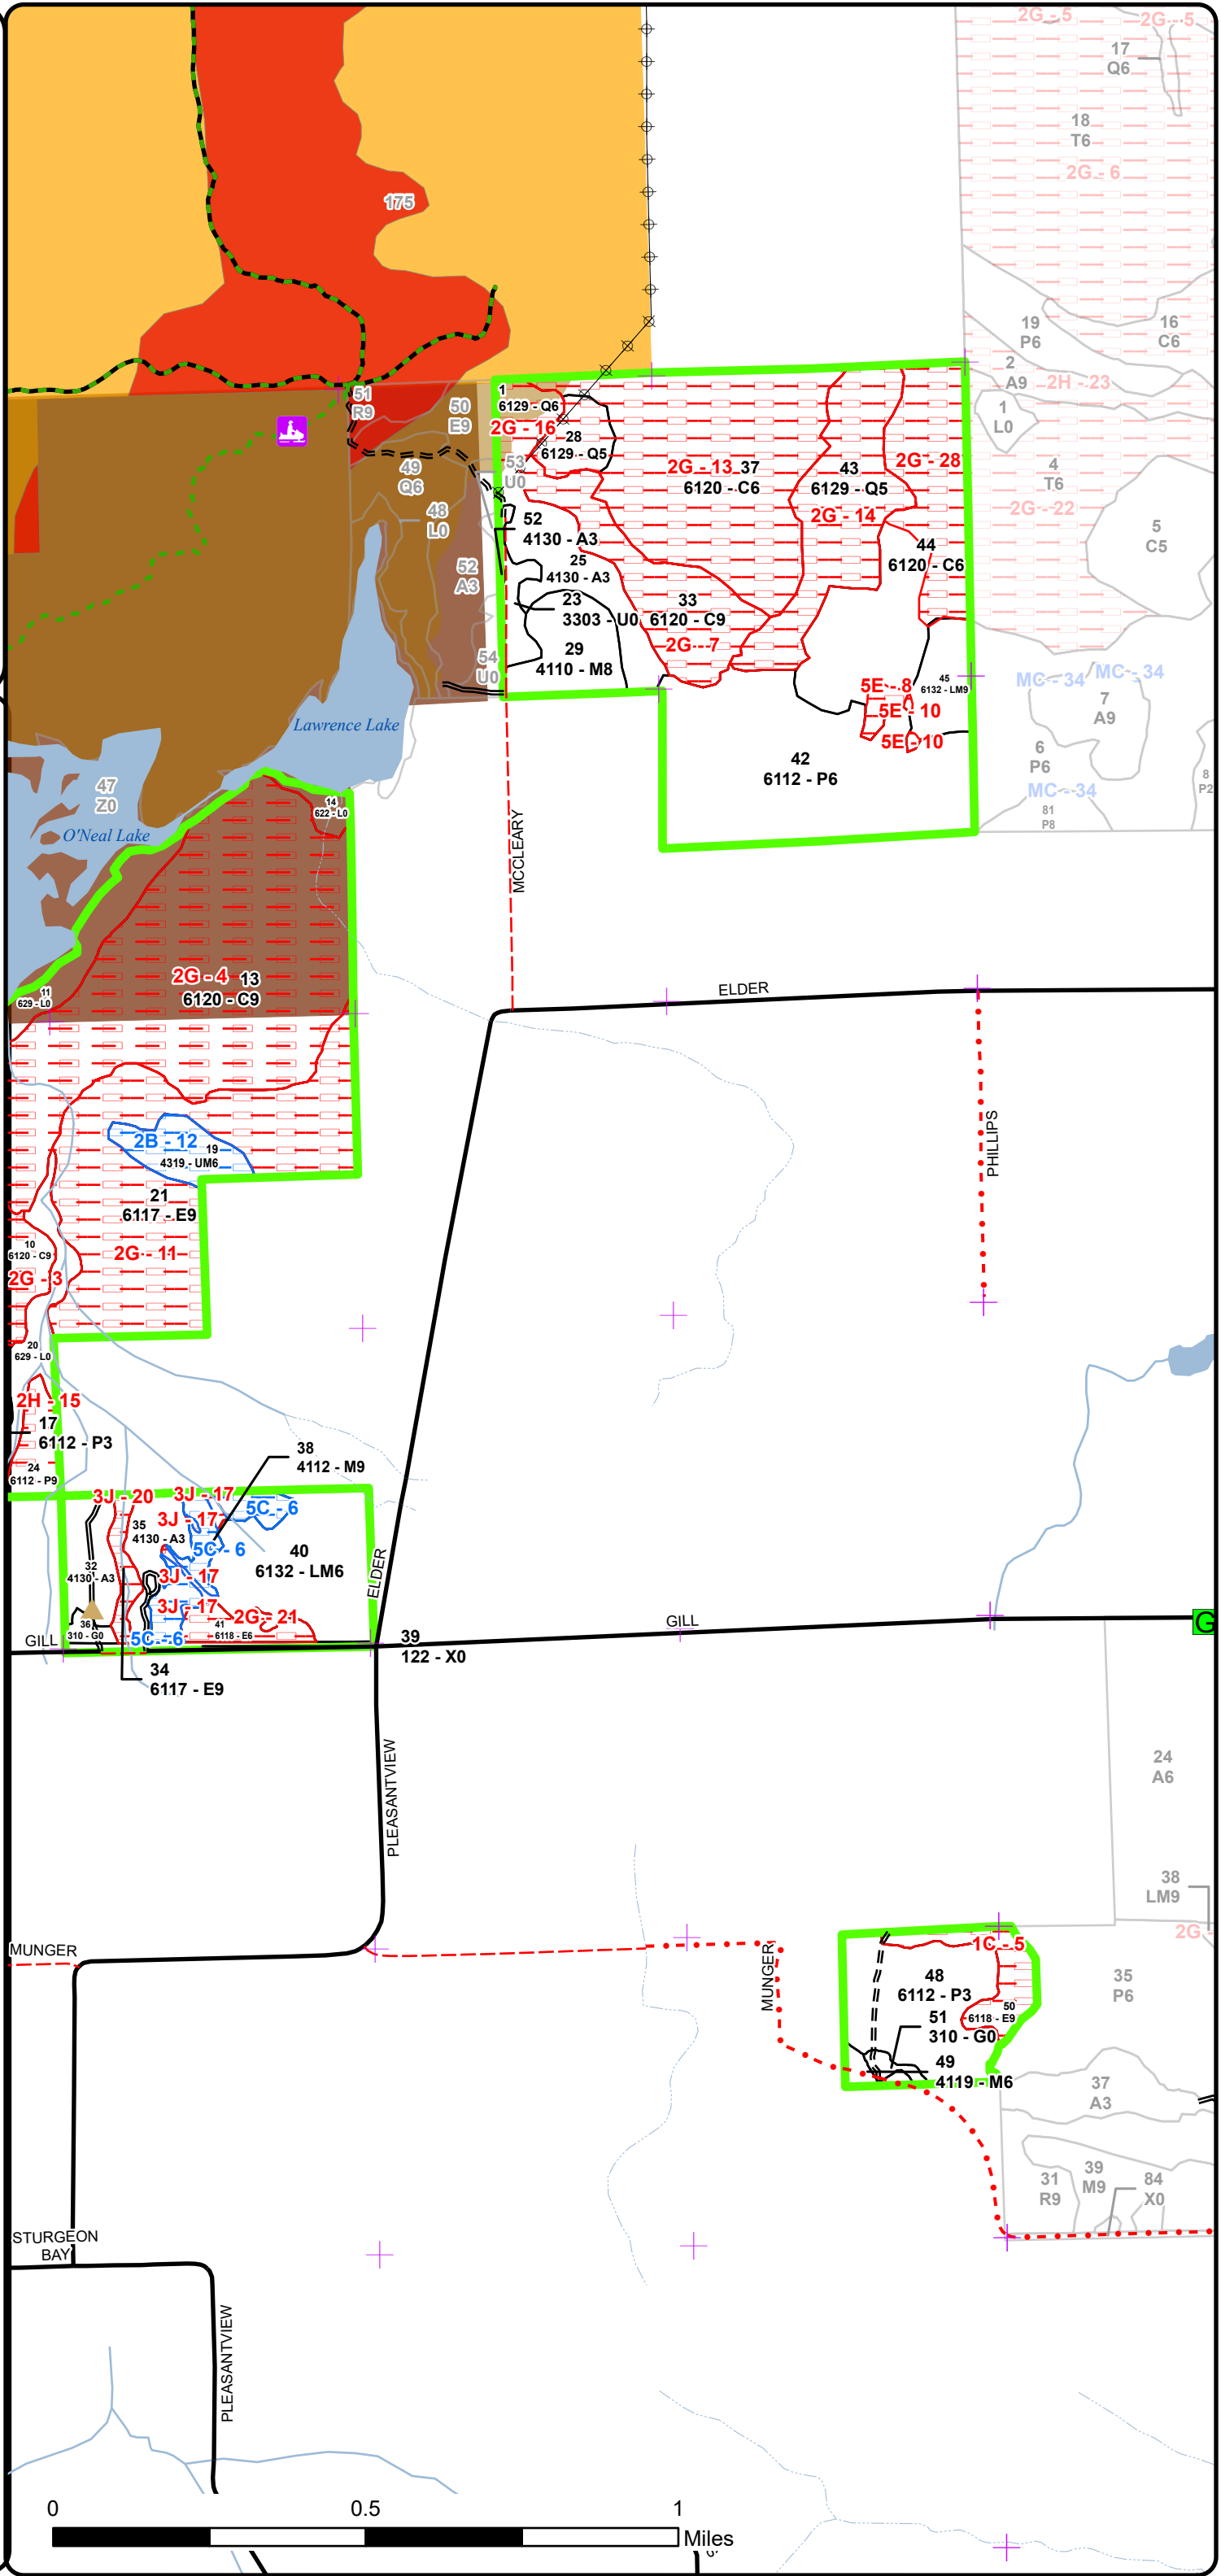 2G - 5
2G - 5
17
Q6
18
T6
2G - 6
175
19
P6
16
C6
2
A9
2H - 23
1
L0
4
T6
2G - 22
5
C5
51
R9
50
E9
49
Q6
48
L0
53
U0
52
A3
54
U0
1
6129 - Q6
2G - 16
28
6129 - Q5
2G - 13
37
6120 - C6
43
6129 - Q5
2G - 28
2G - 14
52
4130 - A3
25
4130 - A3
44
6120 - C6
23
3303 - U0
33
6120 - C9
2G - 7
29
4110 - M8
45
6132 - LM9
5E - 8
5E - 10
5E - 10
42
6112 - P6
MC - 34
MC - 34
7
A9
6
P6
MC - 34
8
P2
81
P8
Lawrence Lake
47
Z0
O'Neal Lake
14
622 - L0
MCCLEARY
2G - 4
13
6120 - C9
11
629 - L0
ELDER
PHILLIPS
2B - 12
19
4319 - UM6
21
6117 - E9
10
6120 - C9
2G - 11
2G - 3
20
629 - L0
2H - 15
17
6112 - P3
24
6112 - P9
38
4112 - M9
3J - 20
3J - 17
5C - 6
3J - 17
35
4130 - A3
5C - 6
40
6132 - LM6
32
4130 - A3
3J - 17
3J - 17
2G - 21
36
310 - G0
41
6118 - E6
5C - 6
ELDER
GILL
GILL
G
39
122 - X0
34
6117 - E9
PLEASANTVIEW
24
A6
38
LM9
2G -
MUNGER
MUNGER
1C - 5
48
6112 - P3
50
6118 - E9
51
310 - G0
49
4119 - M6
35
P6
37
A3
31
R9
39
M9
84
X0
STURGEON
BAY
PLEASANTVIEW
0
0.5
1
Miles